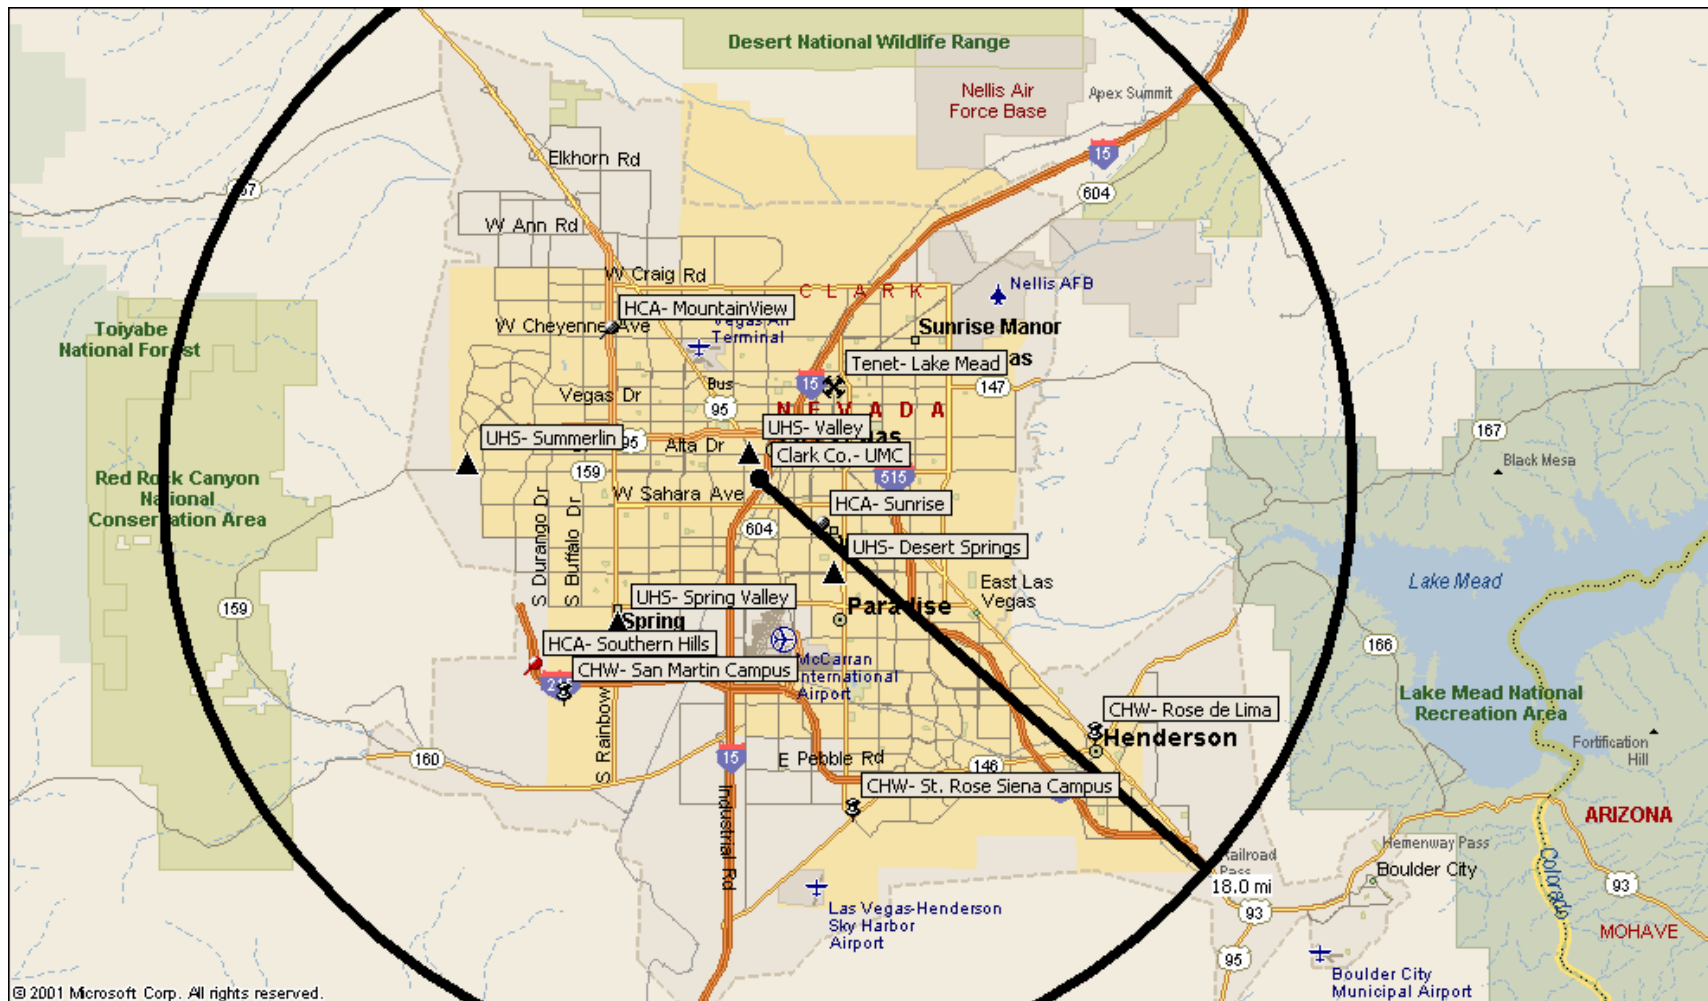 Desert National Wildlife Range
Nellis Air
Force Base
Apex Summit
15
604
Elkhorn Rd
W Ann Rd
W Craig Rd
CLARK
Nellis AFB
HCA- MountainView
W Cheyenne Ave
Terminal
Sunrise Manor
Toiyabe
National Forest
Tenet- Lake Mead
as
15
147
Bus
95
Vegas Dr
NEVADA
UHS- Valley
UHS- Summerlin
95
Alta Dr
167
Clark Co.- UMC
Black Mesa
159
515
Red Rock Canyon
National
Conservation Area
W Sahara Ave
HCA- Sunrise
604
S Durango Dr
S Buffalo Dr
UHS- Desert Springs
East Las
Vegas
Lake Mead
159
UHS- Spring Valley
Paradise
Spring
HCA- Southern Hills
166
McCarran
International
Airport
CHW- San Martin Campus
S Rainbow
Lake Mead National
Recreation Area
CHW- Rose de Lima
Henderson
Fortification
Hill
160
15
E Pebble Rd
146
CHW- St. Rose Siena Campus
Industrial Rd
ARIZONA
Hemenway Pass
Railroad
Pass
Boulder City
18.0 mi
Colorado
93
93
Las Vegas-Henderson
Sky Harbor
Airport
MOHAVE
95
Boulder City
Municipal Airport
© 2001 Microsoft Corp. All rights reserved.